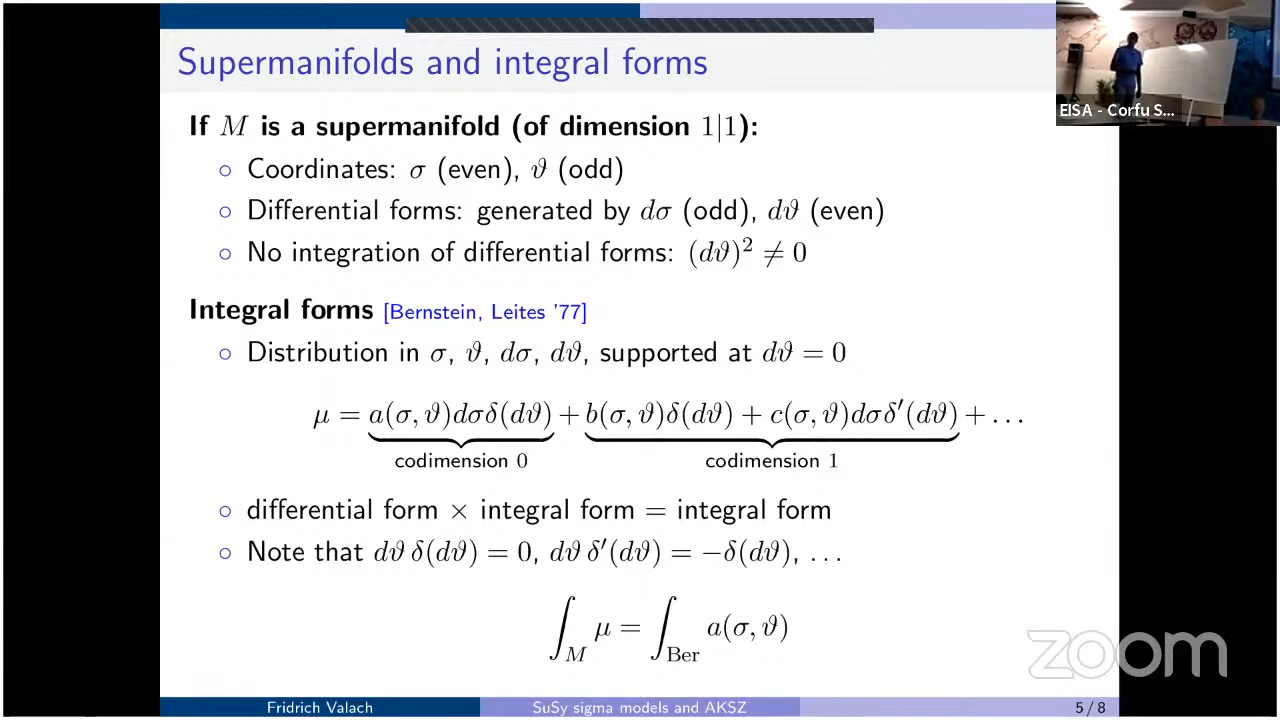 Supermanifolds and integral forms
EISA - Corfu S...
If M is a supermanifold (of dimension 1|1):
○ Coordinates: σ (even), ϑ (odd)
○ Differential forms: generated by dσ (odd), dϑ (even)
○ No integration of differential forms: (dϑ)² ≠ 0
Integral forms [Bernstein, Leites '77]
○ Distribution in σ, ϑ, dσ, dϑ, supported at dϑ = 0
μ = a(σ, ϑ)dσδ(dϑ) + b(σ, ϑ)δ(dϑ) + c(σ, ϑ)dσδ′(dϑ) + . . .
codimension 0 codimension 1
○ differential form × integral form = integral form
○ Note that dϑ δ(dϑ) = 0, dϑ δ′(dϑ) = −δ(dϑ), . . .
∫_M μ = ∫_Ber a(σ, ϑ)
zoom
Fridrich Valach SuSy sigma models and AKSZ 5 / 8